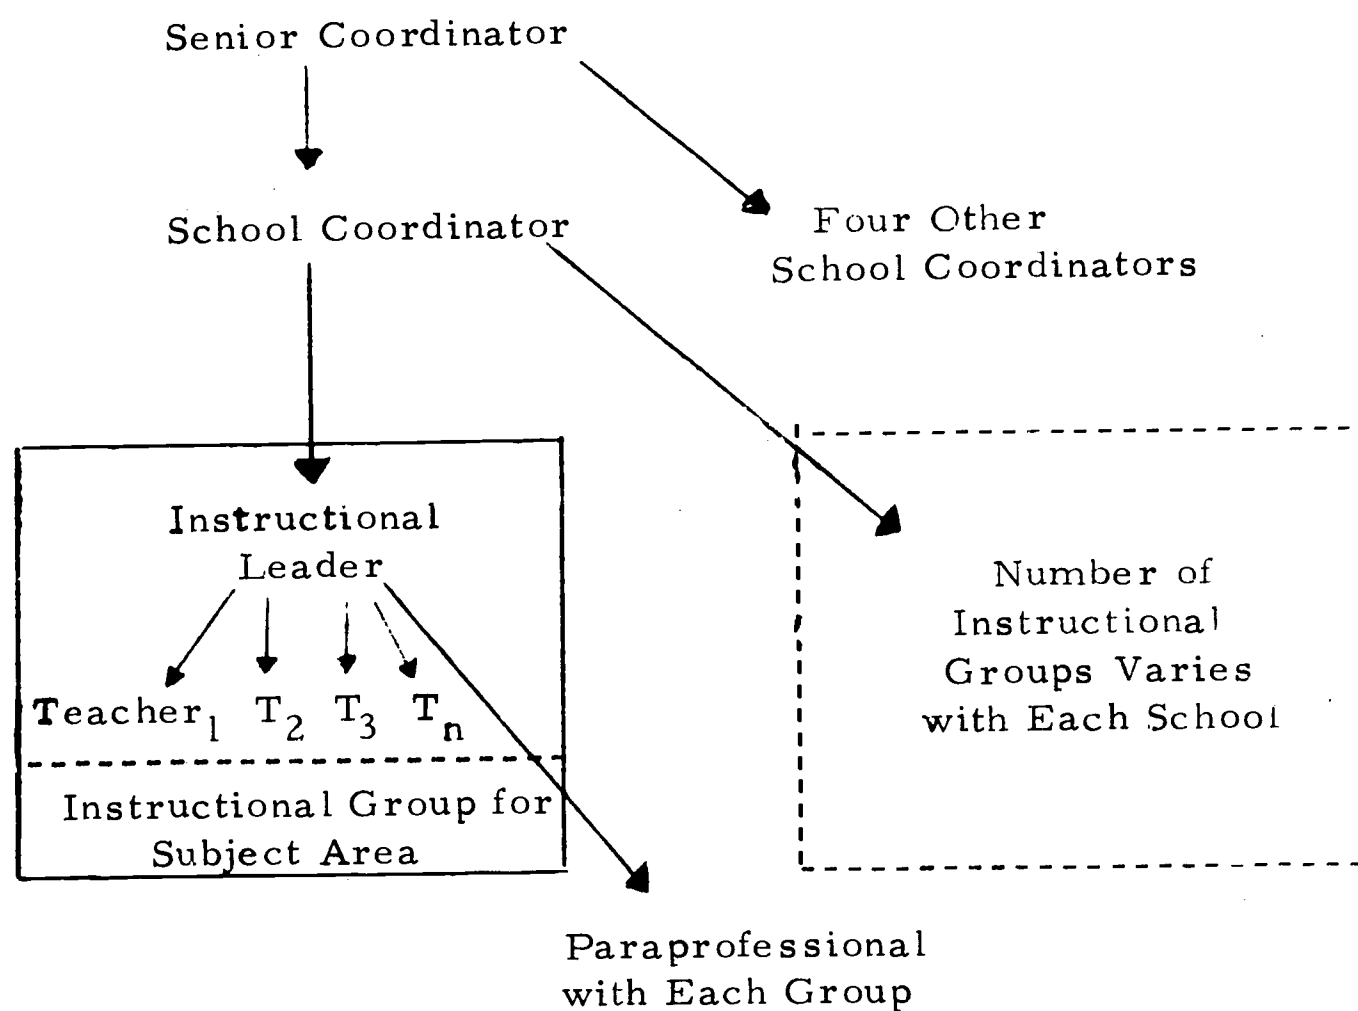 Senior Coordinator
School Coordinator
Four Other
School Coordinators
Instructional
Leader
Teacher1 T2 T3 Tn
Instructional Group for
Subject Area
Number of
Instructional
Groups Varies
with Each School
Paraprofessional
with Each Group